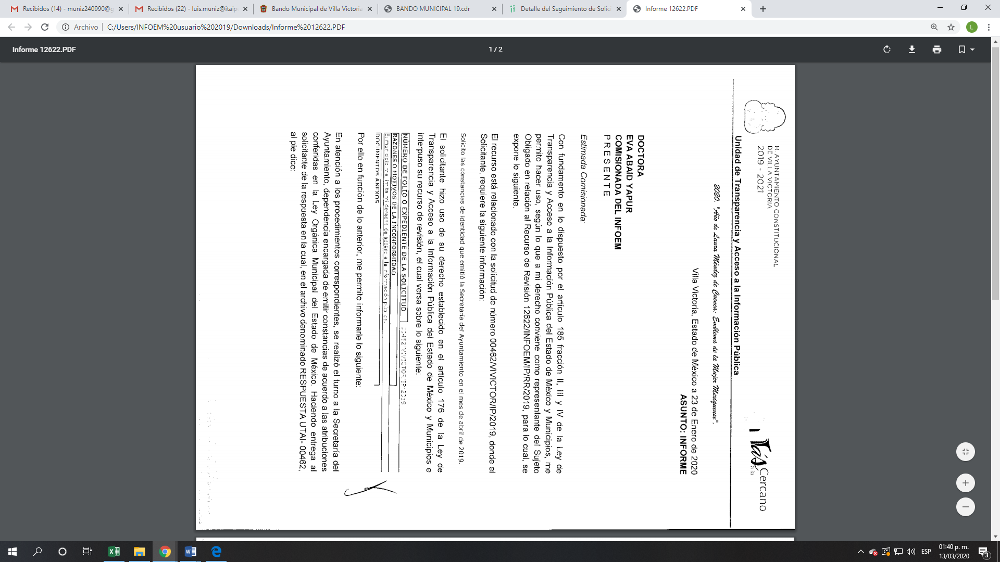 Recibidos (14) - muniz240990@g
Recibidos (22) - luis.muniz@itaip
Bando Municipal de Villa Victoria
BANDO MUNICIPAL 19.cdr
Detalle del Seguimiento de Solic
Informe 12622.PDF
Archivo
C:/Users/INFOEM%20usuario%202019/Downloads/Informe%2012622.PDF
L
Informe 12622.PDF
1 / 2
H. AYUNTAMIENTO CONSTITUCIONAL
DE VILLA VICTORIA
2019 - 2021
Cercano
Unidad de Transparencia y Acceso a la Información Pública
2020. "Año de Laura Méndez de Cuenca: Emblema de la Mujer Mexiquense".
Villa Victoria, Estado de México a 23 de Enero de 2020
ASUNTO: INFORME
DOCTORA
EVA ABAID YAPUR
COMISIONADA DEL INFOEM
P R E S E N T E
Estimada Comisionada:
Con fundamento en lo dispuesto por el artículo 185 fracción II, III y IV de la Ley de
Transparencia y Acceso a la Información Pública del Estado de México y Municipios, me
permito hacer uso, según lo que a mi derecho conviene como representante del Sujeto
Obligado en relación al Recurso de Revisión 12622/INFOEM/IP/RR/2019, para lo cual, se
expone lo siguiente.
El recurso está relacionado con la solicitud de número 00462/VIVICTOR/IP/2019, donde el
Solicitante, requiere la siguiente información:
Solicito las constancias de identidad que emitió la Secretaría del Ayuntamiento en el mes de abril de 2019.
El solicitante hizo uso de su derecho establecido en el artículo 176 de la Ley de
Transparencia y Acceso a la Información Pública del Estado de México y Municipios e
interpuso su recurso de revisión, el cual versa sobre lo siguiente:
NÚMERO DE FOLIO O EXPEDIENTE DE LA SOLICITUD 00462/VIVICTOR/IP/2019
RAZONES O MOTIVOS DE LA INCONFORMIDAD
El municipio me limita mi derecho de acceso a la información pública.
DOCUMENTOS ANEXOS
Por ello en función de lo anterior, me permito informarle lo siguiente:
En atención a los procedimientos correspondientes, se realizó el turno a la Secretaría del
Ayuntamiento, dependencia encargada de emitir constancias de acuerdo a las atribuciones
conferidas en la Ley Orgánica Municipal del Estado de México. Haciendo entrega al
solicitante de la respuesta en la cual, en el archivo denominado RESPUESTA UTAI- 00462,
al pie dice:
ESP
01:40 p. m.
13/03/2020
3